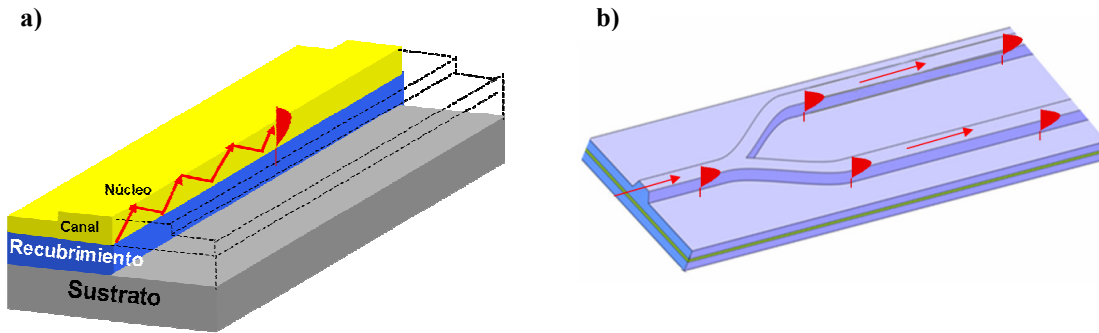 a)
b)
Núcleo
Canal
Recubrimiento
Sustrato